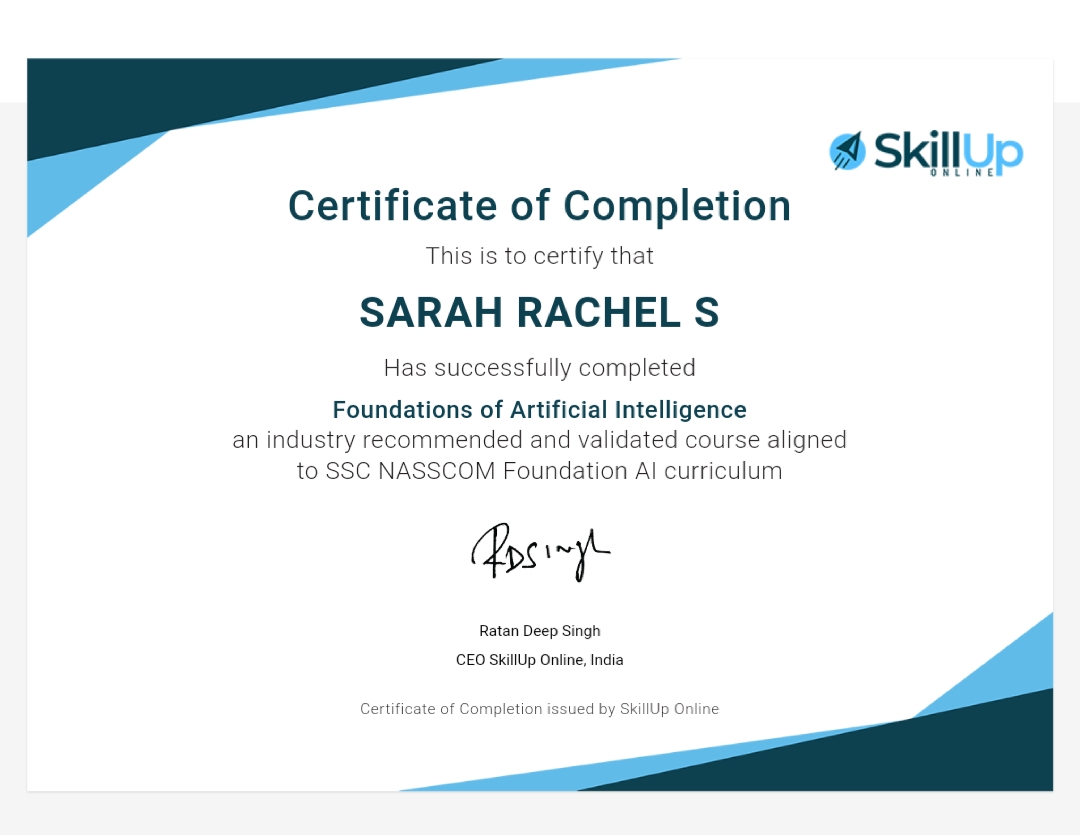 SkillUp
ONLINE
Certificate of Completion
This is to certify that
SARAH RACHEL S
Has successfully completed
Foundations of Artificial Intelligence
an industry recommended and validated course aligned
to SSC NASSCOM Foundation AI curriculum
RDSingh
Ratan Deep Singh
CEO SkillUp Online, India
Certificate of Completion issued by SkillUp Online